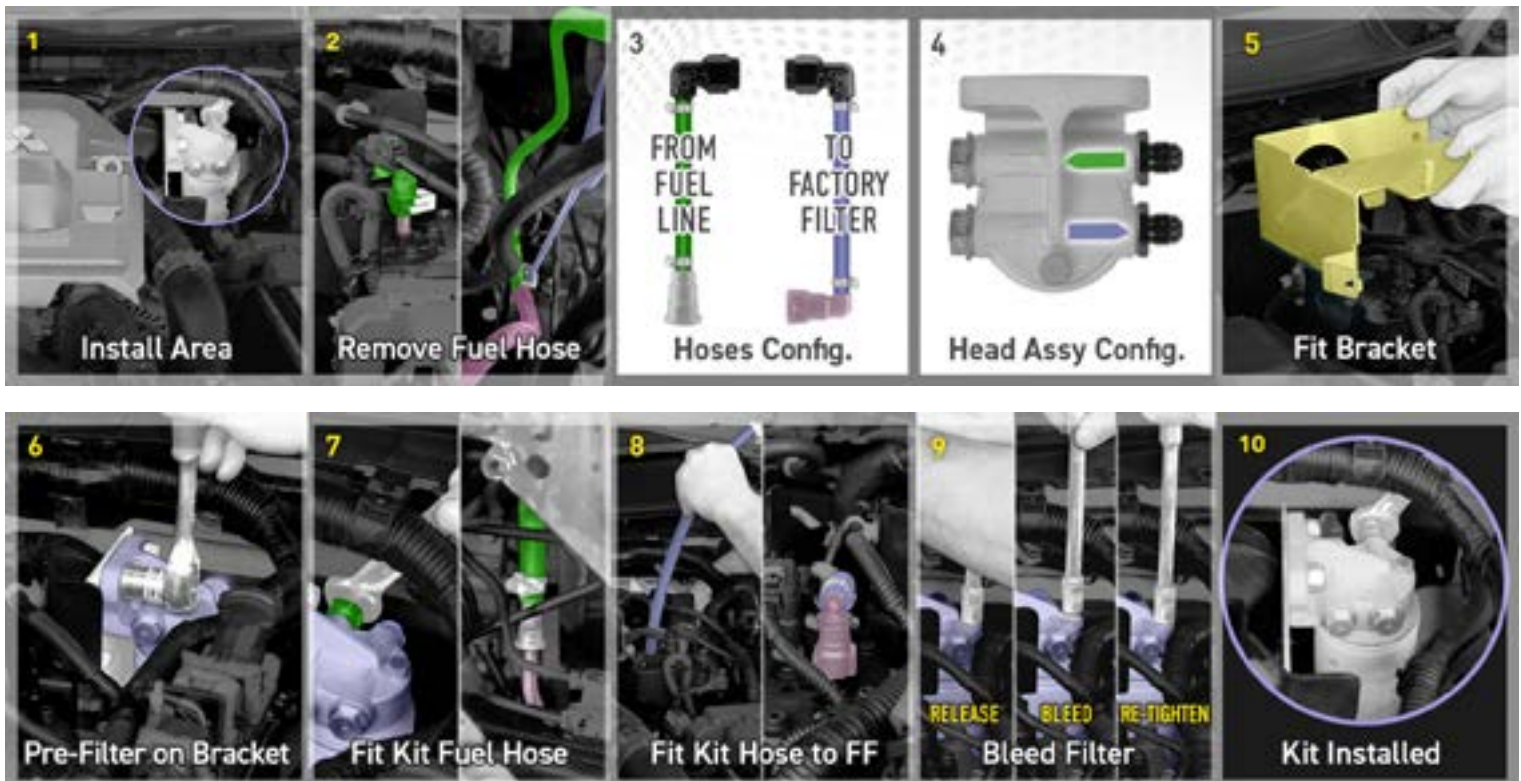 1
Install Area
2
Remove Fuel Hose
3
FROM
FUEL
LINE
TO
FACTORY
FILTER
Hoses Config.
4
Head Assy Config.
5
Fit Bracket
6
Pre-Filter on Bracket
7
Fit Kit Fuel Hose
8
Fit Kit Hose to FF
9
RELEASE
BLEED
RE-TIGHTEN
Bleed Filter
10
Kit Installed